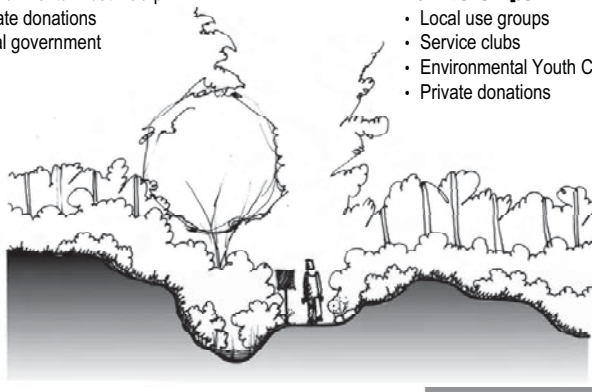 ate donations
al government
• Local use groups
• Service clubs
• Environmental Youth C
• Private donations